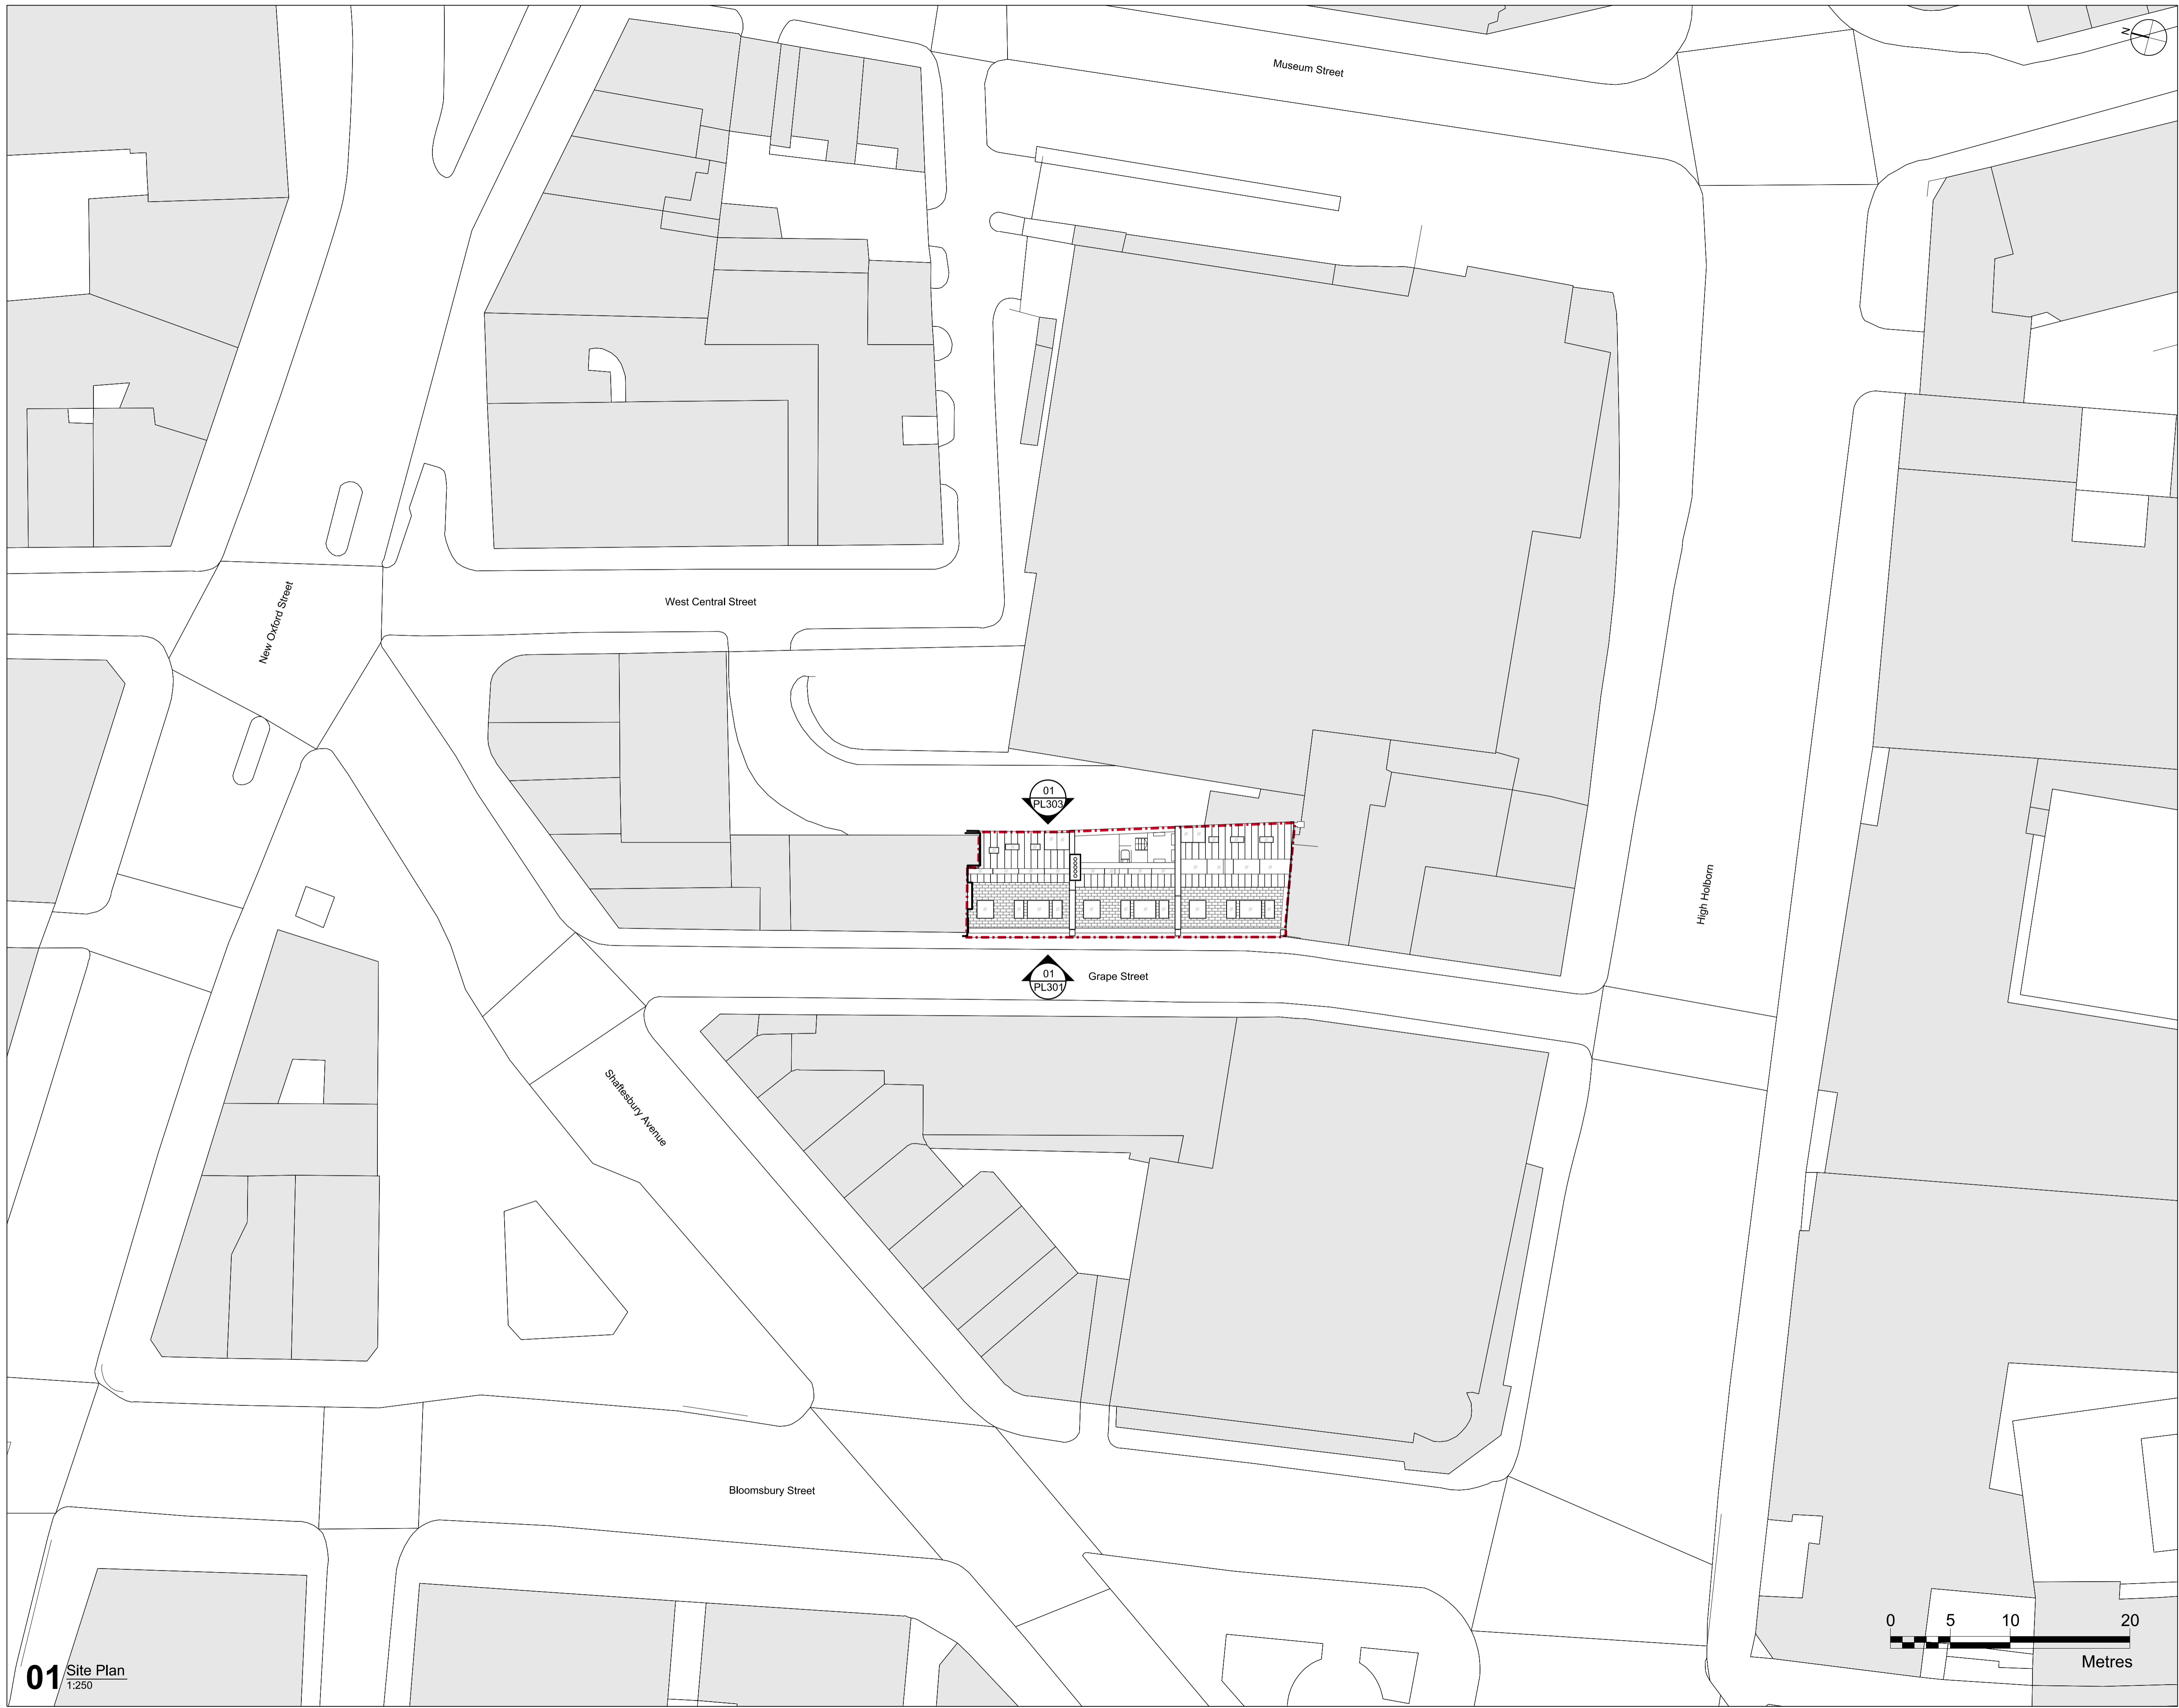 N
Museum Street
West Central Street
New Oxford Street
01
PL303
High Holborn
01
PL301
Grape Street
Shaftesbury Avenue
Bloomsbury Street
0 5 10 20
Metres
01 Site Plan
1:250